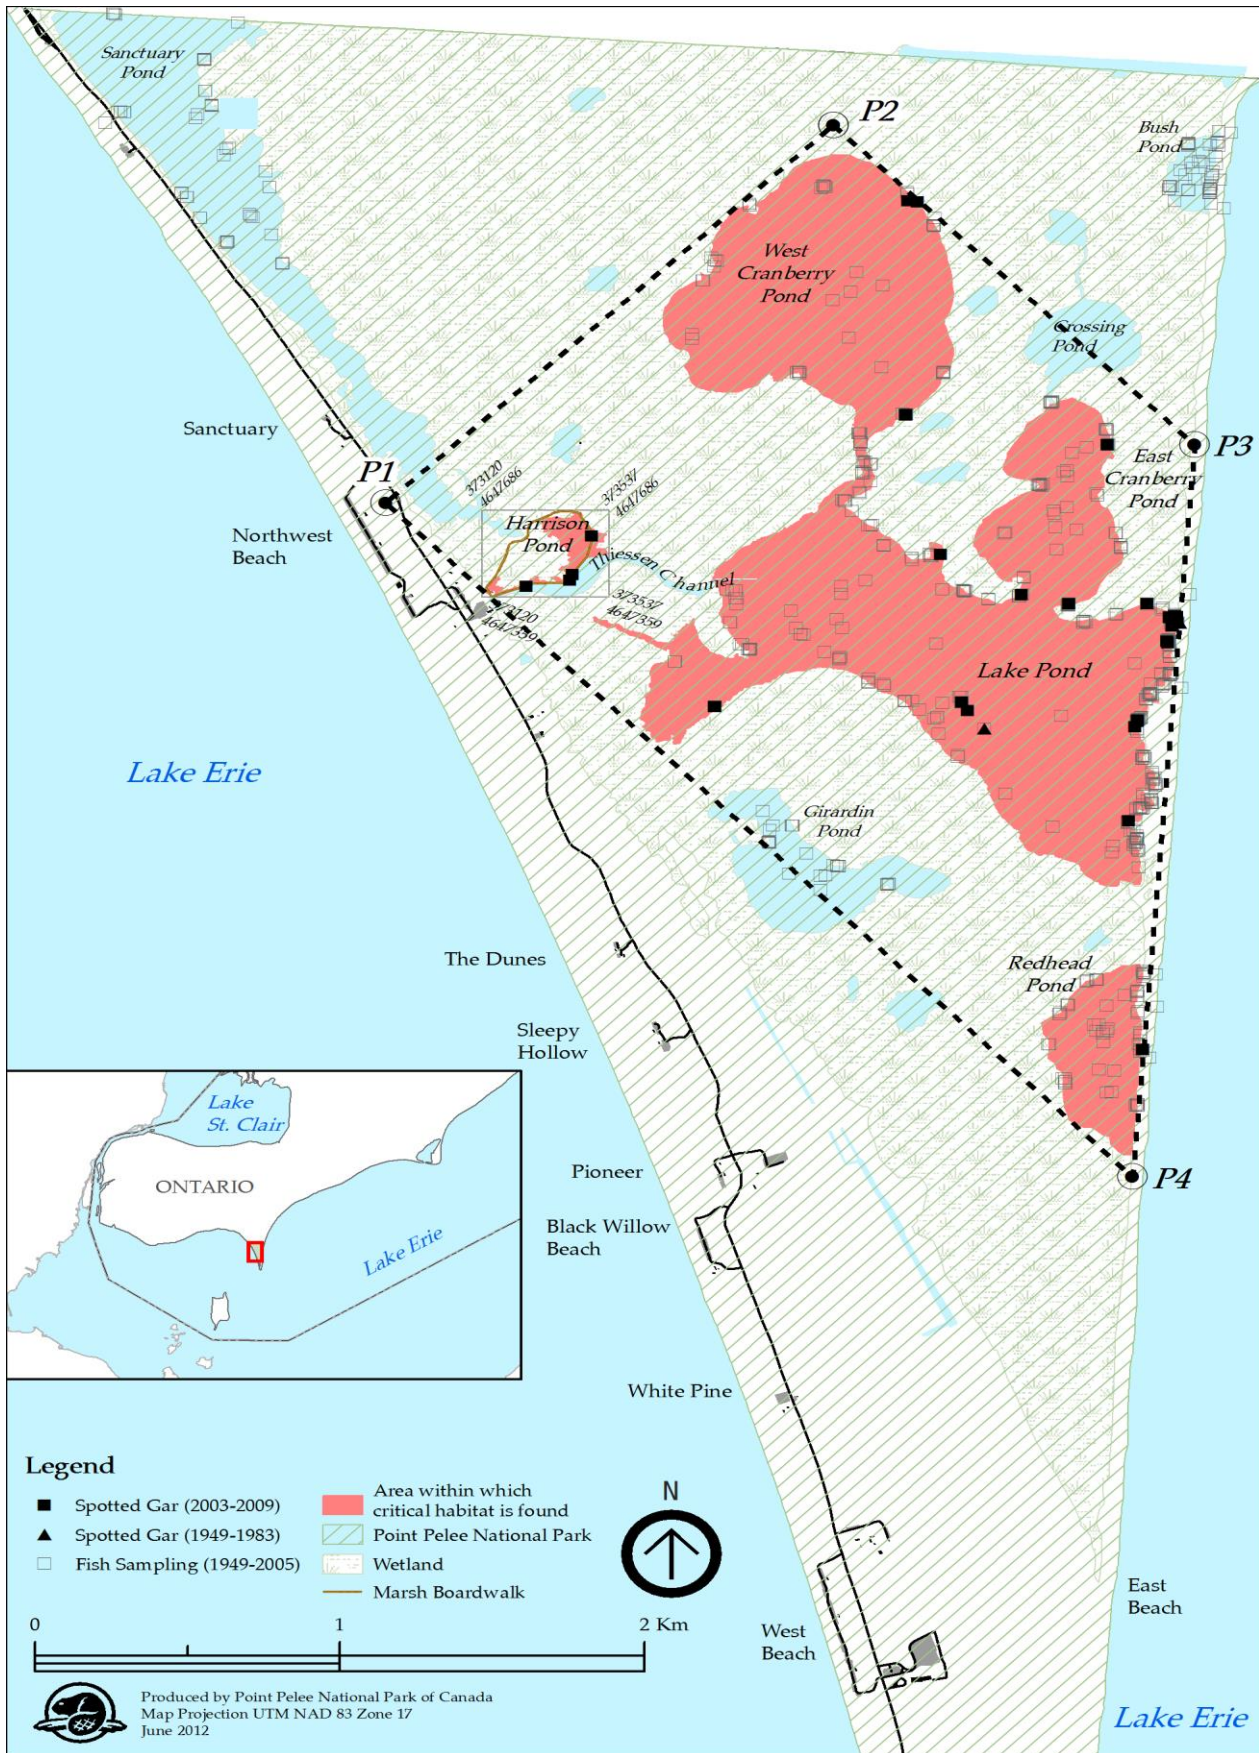 Sanctuary
Pond
P2
Bush
Pond
West
Cranberry
Pond
Crossing
Pond
Sanctuary
P1
P3
East
Cranberry
Pond
373120
4647686
373537
4647686
Harrison
Pond
Northwest
Beach
Thiessen Channel
373120
4647359
373537
4647359
Lake Pond
Lake Erie
Girardin
Pond
The Dunes
Redhead
Pond
Sleepy
Hollow
Lake
St. Clair
ONTARIO
Lake Erie
Pioneer
P4
Black Willow
Beach
White Pine
Legend
Spotted Gar (2003-2009)
Spotted Gar (1949-1983)
Fish Sampling (1949-2005)
Area within which
critical habitat is found
Point Pelee National Park
Wetland
Marsh Boardwalk
N
0 1 2 Km
West
Beach
East
Beach
Produced by Point Pelee National Park of Canada
Map Projection UTM NAD 83 Zone 17
June 2012
Lake Erie